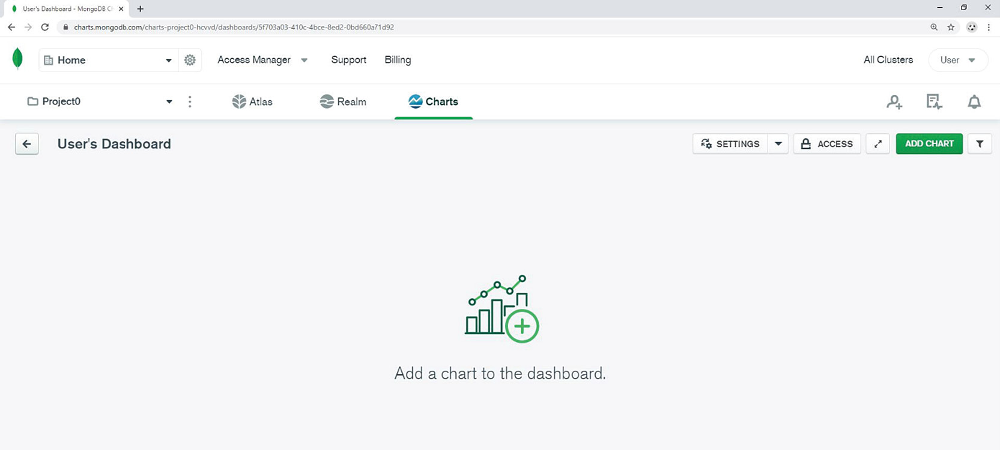 User's Dashboard - MongoDB Ch
charts.mongodb.com/charts-project0-hcvvd/dashboards/5f703a03-410c-4bce-8ed2-0bd660a71d92
Home Access Manager Support Billing All Clusters User
Project0 Atlas Realm Charts
User's Dashboard SETTINGS ACCESS ADD CHART
Add a chart to the dashboard.